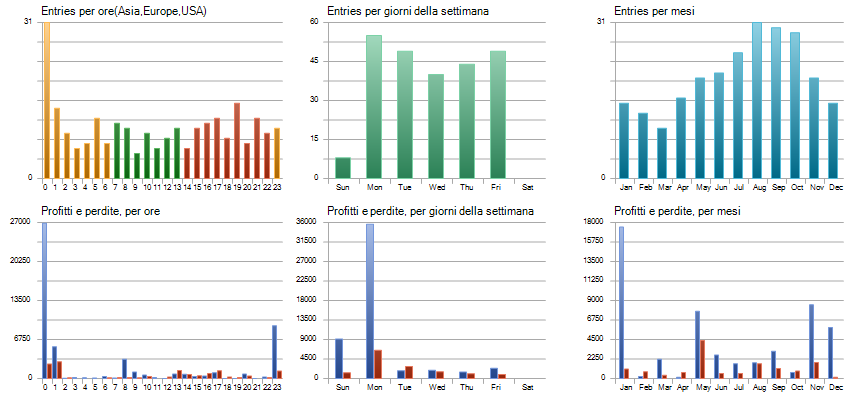 Entries per ore(Asia,Europe,USA)
31
0
0 1 2 3 4 5 6 7 8 9 10 11 12 13 14 15 16 17 18 19 20 21 22 23
Entries per giorni della settimana
60
45
30
15
0
Sun Mon Tue Wed Thu Fri Sat
Entries per mesi
31
0
Jan Feb Mar Apr May Jun Jul Aug Sep Oct Nov Dec
Profitti e perdite, per ore
27000
20250
13500
6750
0
0 1 2 3 4 5 6 7 8 9 10 11 12 13 14 15 16 17 18 19 20 21 22 23
Profitti e perdite, per giorni della settimana
36000
31500
27000
22500
18000
13500
9000
4500
0
Sun Mon Tue Wed Thu Fri Sat
Profitti e perdite, per mesi
18000
15750
13500
11250
9000
6750
4500
2250
0
Jan Feb Mar Apr May Jun Jul Aug Sep Oct Nov Dec